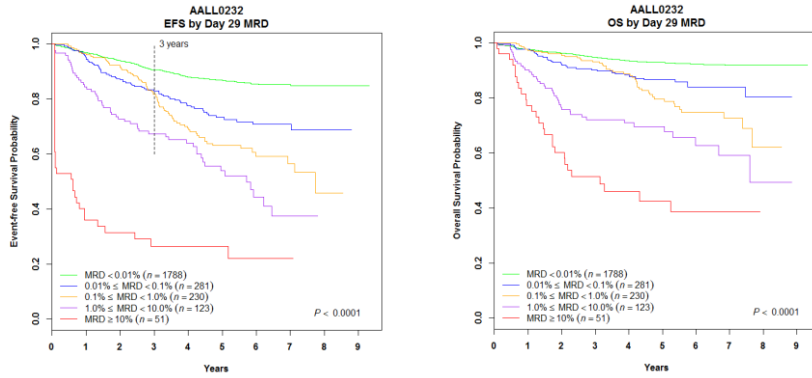 AALL0232
EFS by Day 29 MRD
3 years
Event-free Survival Probability
1.0
0.8
0.6
0.4
0.2
0.0
MRD < 0.01% (n = 1788)
0.01% ≤ MRD < 0.1% (n = 281)
0.1% ≤ MRD < 1.0% (n = 230)
1.0% ≤ MRD < 10.0% (n = 123)
MRD ≥ 10% (n = 51)
P < 0.0001
0 1 2 3 4 5 6 7 8 9
Years
AALL0232
OS by Day 29 MRD
Overall Survival Probability
1.0
0.8
0.6
0.4
0.2
0.0
MRD < 0.01% (n = 1788)
0.01% ≤ MRD < 0.1% (n = 281)
0.1% ≤ MRD < 1.0% (n = 230)
1.0% ≤ MRD < 10.0% (n = 123)
MRD ≥ 10% (n = 51)
P < 0.0001
0 1 2 3 4 5 6 7 8 9
Years